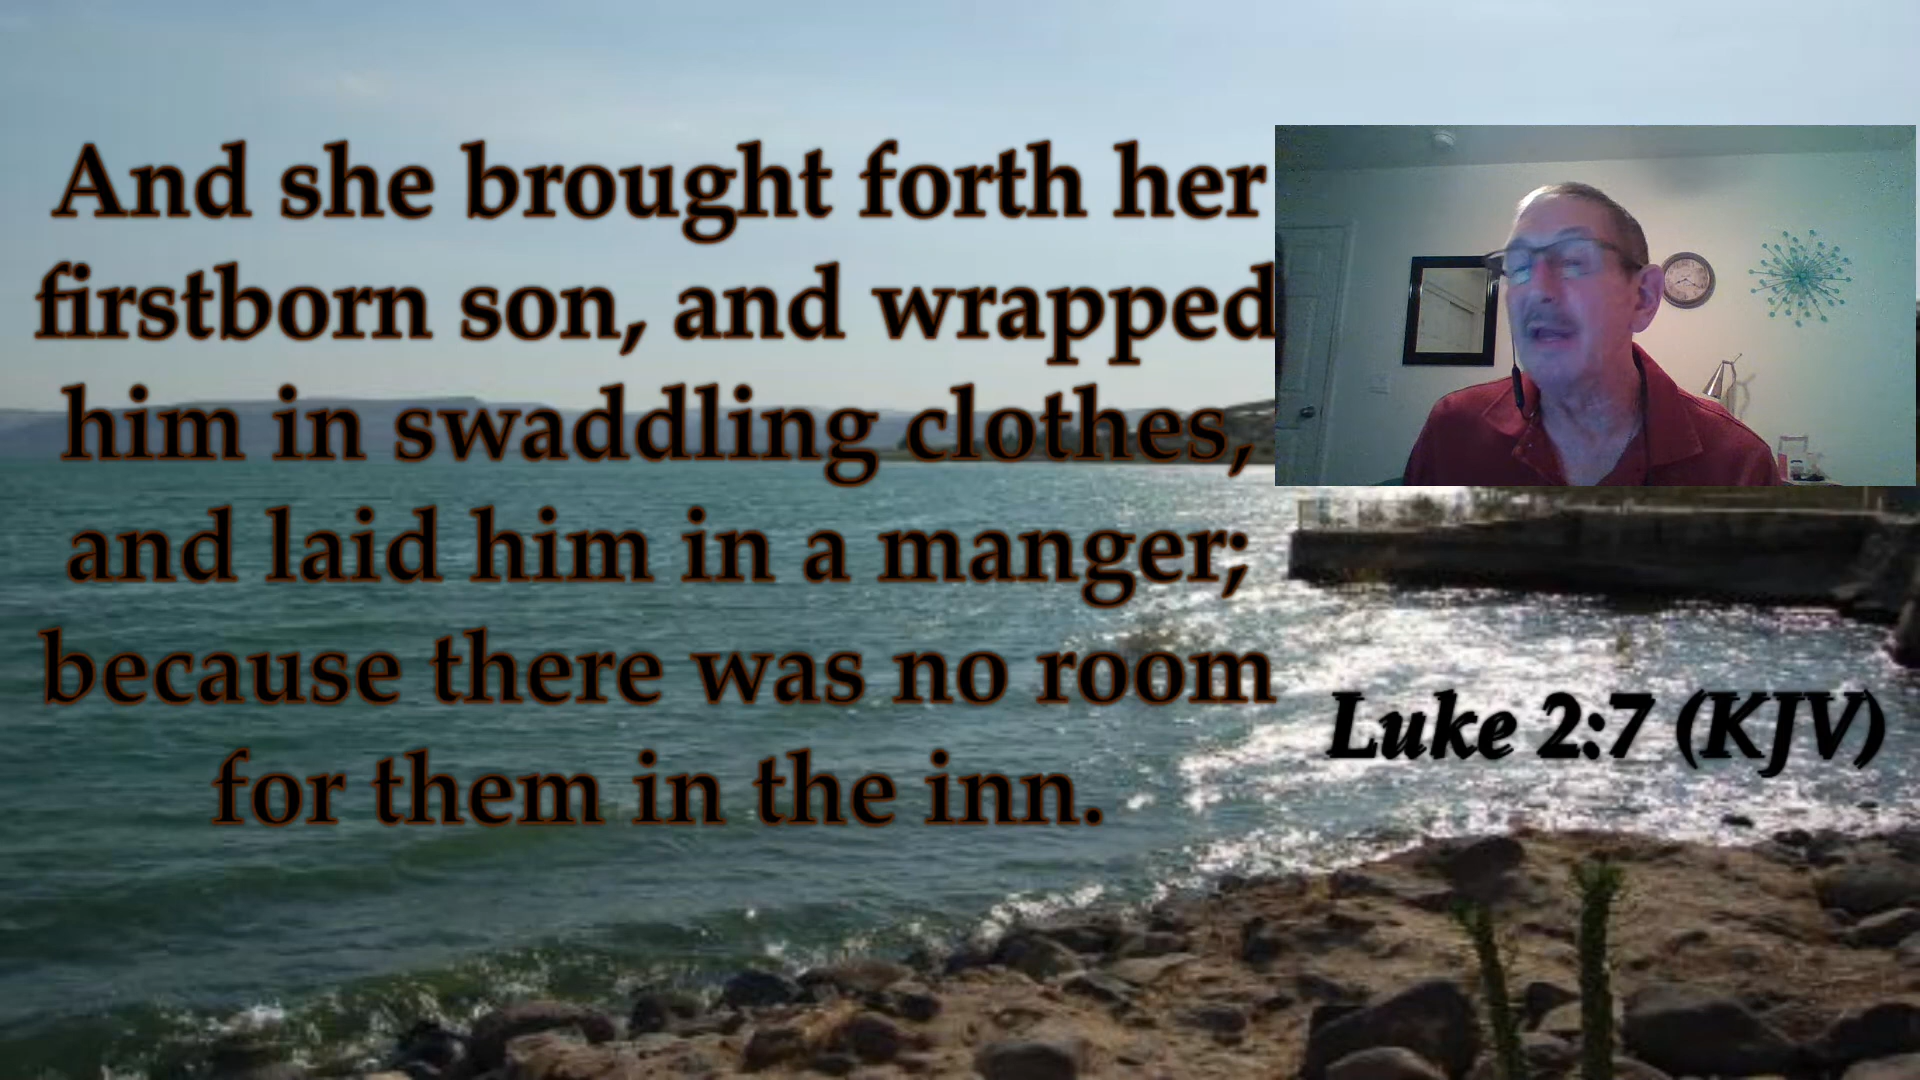 And she brought forth her
firstborn son, and wrapped
him in swaddling clothes,
and laid him in a manger;
because there was no room
for them in the inn.
Luke 2:7 (KJV)